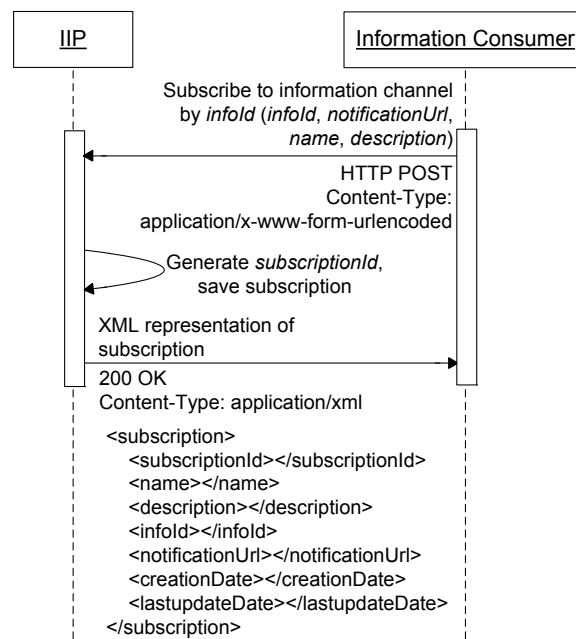 IIP
Information Consumer
Subscribe to information channel
by infoId (infoId, notificationUrl,
name, description)
HTTP POST
Content-Type:
application/x-www-form-urlencoded
Generate subscriptionId,
save subscription
XML representation of
subscription
200 OK
Content-Type: application/xml
<subscription>
<subscriptionId></subscriptionId>
<name></name>
<description></description>
<infoId></infoId>
<notificationUrl></notificationUrl>
<creationDate></creationDate>
<lastupdateDate></lastupdateDate>
</subscription>